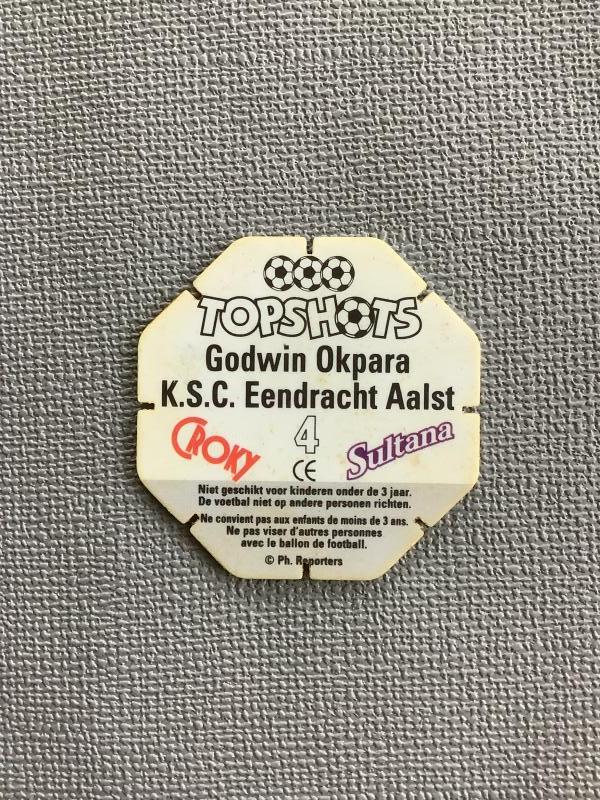 TOPSHOTS
Godwin Okpara
K.S.C. Eendracht Aalst
CROKY 4 Sultana
CE
Niet geschikt voor kinderen onder de 3 jaar.
De voetbal niet op andere personen richten.
Ne convient pas aux enfants de moins de 3 ans.
Ne pas viser d'autres personnes
avec le ballon de football.
© Ph. Reporters